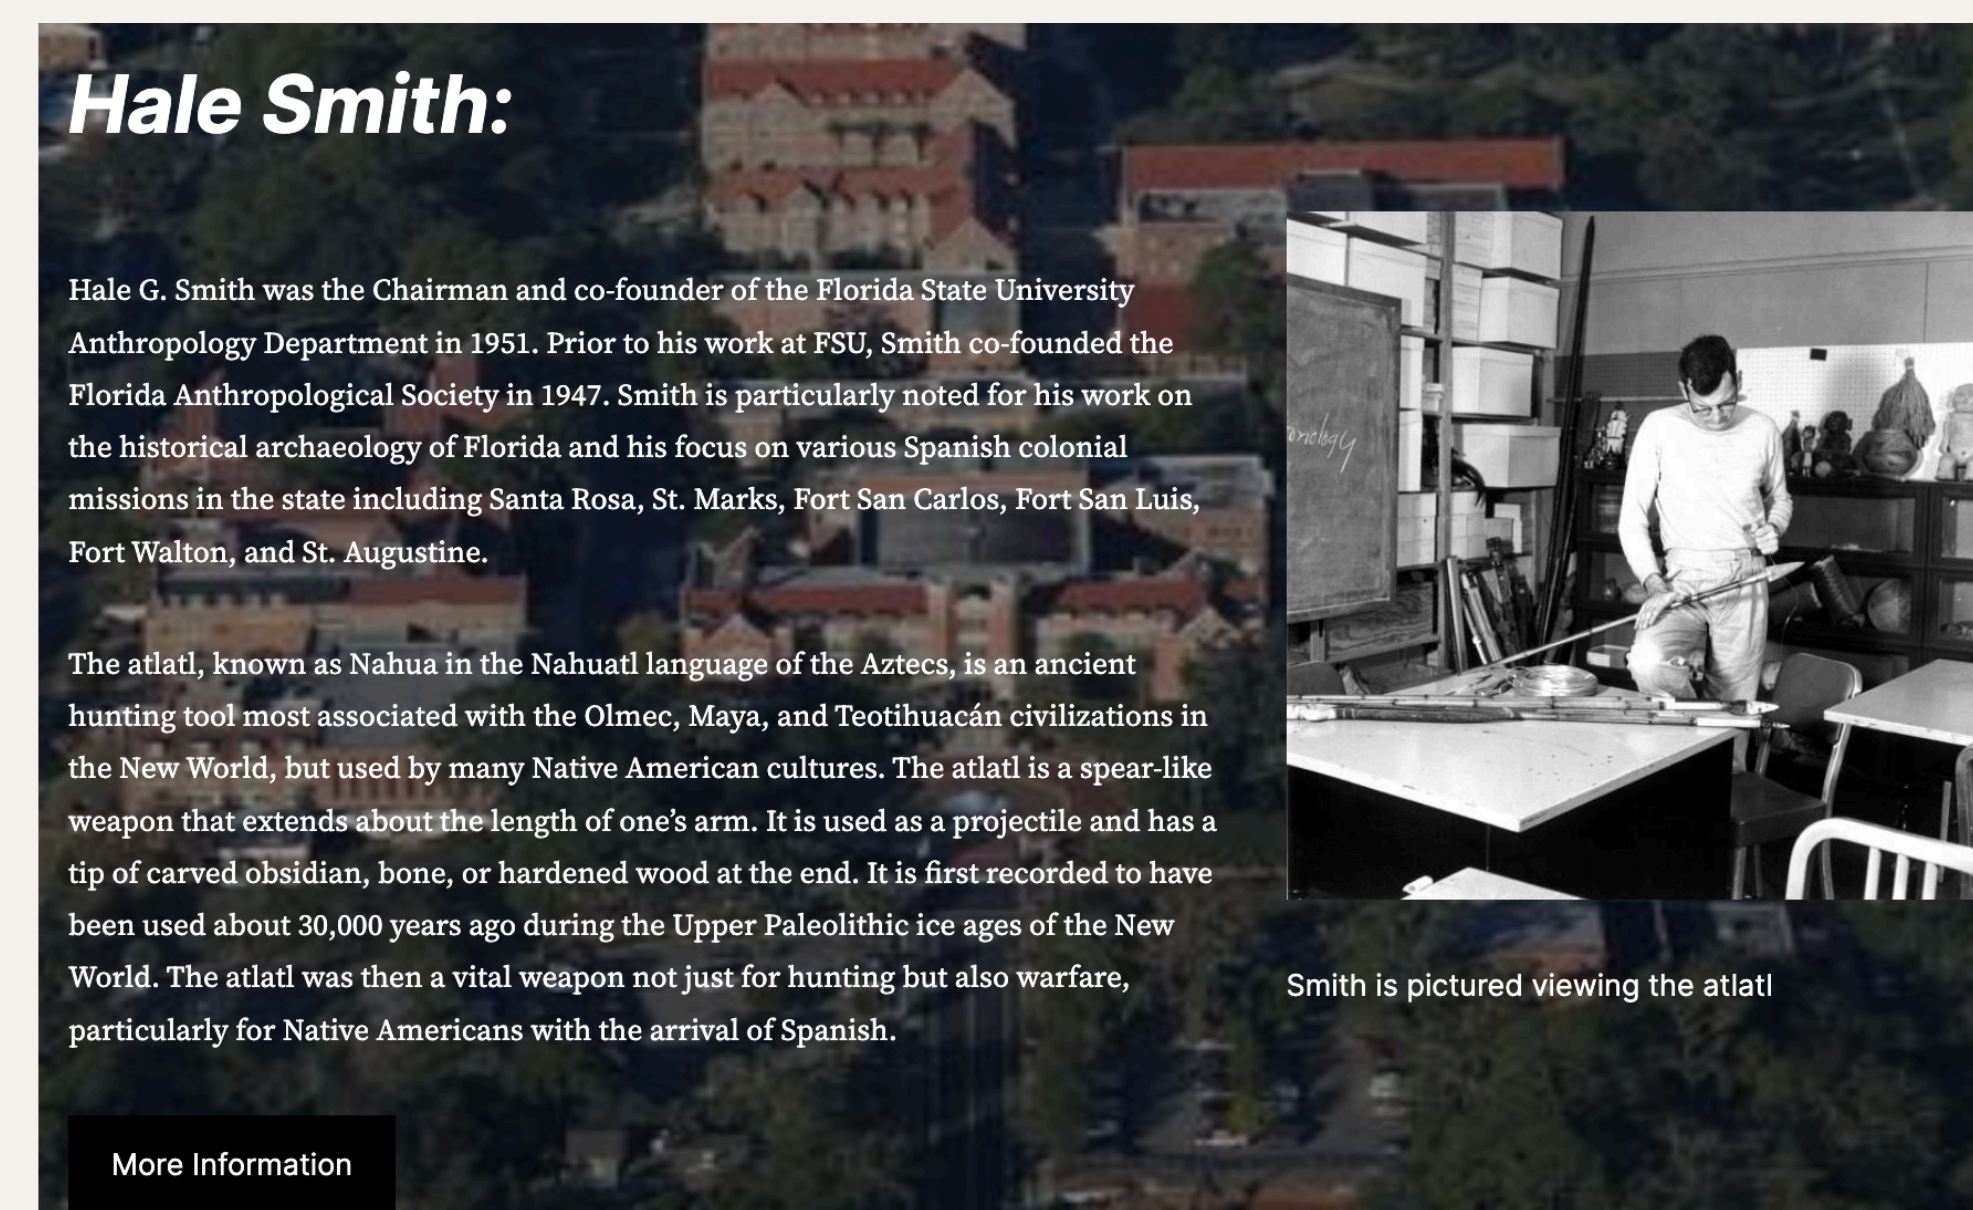 Hale Smith:
Hale G. Smith was the Chairman and co-founder of the Florida State University
Anthropology Department in 1951. Prior to his work at FSU, Smith co-founded the
Florida Anthropological Society in 1947. Smith is particularly noted for his work on
the historical archaeology of Florida and his focus on various Spanish colonial
missions in the state including Santa Rosa, St. Marks, Fort San Carlos, Fort San Luis,
Fort Walton, and St. Augustine.
The atlatl, known as Nahua in the Nahuatl language of the Aztecs, is an ancient
hunting tool most associated with the Olmec, Maya, and Teotihuacán civilizations in
the New World, but used by many Native American cultures. The atlatl is a spear-like
weapon that extends about the length of one’s arm. It is used as a projectile and has a
tip of carved obsidian, bone, or hardened wood at the end. It is first recorded to have
been used about 30,000 years ago during the Upper Paleolithic ice ages of the New
World. The atlatl was then a vital weapon not just for hunting but also warfare,
particularly for Native Americans with the arrival of Spanish.
More Information
Smith is pictured viewing the atlatl